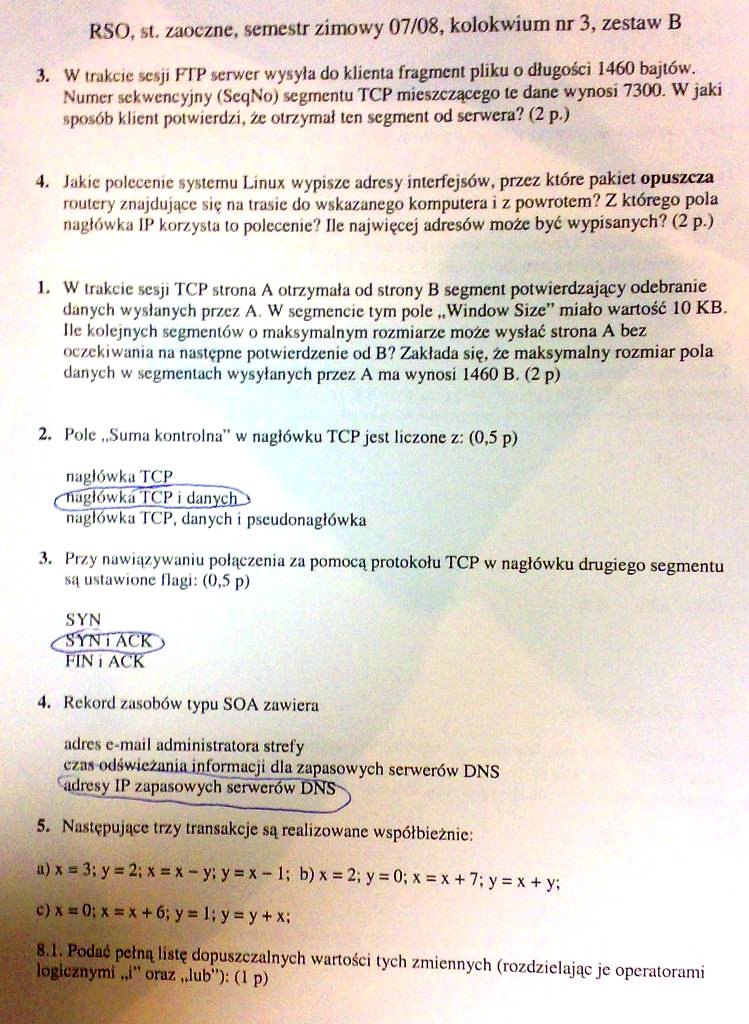 RSO, st. zaoczne, semestr zimowy 07/08, kolokwium nr 3, zestaw B
3. W trakcie sesji FTP serwer wysyła do klienta fragment pliku o długości 1460 bajtów.
Numer sekwencyjny (SeqNo) segmentu TCP mieszczącego te dane wynosi 7300. W jaki
sposób klient potwierdzi, że otrzymał ten segment od serwera? (2 p.)
4. Jakie polecenie systemu Linux wypisze adresy interfejsów, przez które pakiet opuszcza
routery znajdujące się na trasie do wskazanego komputera i z powrotem? Z którego pola
nagłówka IP korzysta to polecenie? Ile najwięcej adresów może być wypisanych? (2 p.)
1. W trakcie sesji TCP strona A otrzymała od strony B segment potwierdzający odebranie
danych wysłanych przez A. W segmencie tym pole „Window Size” miało wartość 10 KB.
Ile kolejnych segmentów o maksymalnym rozmiarze może wysłać strona A bez
oczekiwania na następne potwierdzenie od B? Zakłada się, że maksymalny rozmiar pola
danych w segmentach wysyłanych przez A ma wynosi 1460 B. (2 p)
2. Pole „Suma kontrolna” w nagłówku TCP jest liczone z: (0,5 p)
nagłówka TCP
nagłówka TCP i danych
nagłówka TCP, danych i pseudonagłówka
3. Przy nawiązywaniu połączenia za pomocą protokołu TCP w nagłówku drugiego segmentu
są ustawione flagi: (0,5 p)
SYN
SYN i ACK
FIN i ACK
4. Rekord zasobów typu SOA zawiera
adres e-mail administratora strefy
czas odświeżania informacji dla zapasowych serwerów DNS
adresy IP zapasowych serwerów DNS
5. Następujące trzy transakcje są realizowane współbieżnie:
a) x = 3; y = 2; x = x – y; y = x – 1; b) x = 2; y = 0; x = x + 7; y = x + y;
c) x = 0; x = x + 6; y = 1; y = y + x;
8.1. Podać pełną listę dopuszczalnych wartości tych zmiennych (rozdzielając je operatorami
logicznymi „i” oraz „lub”): (1 p)